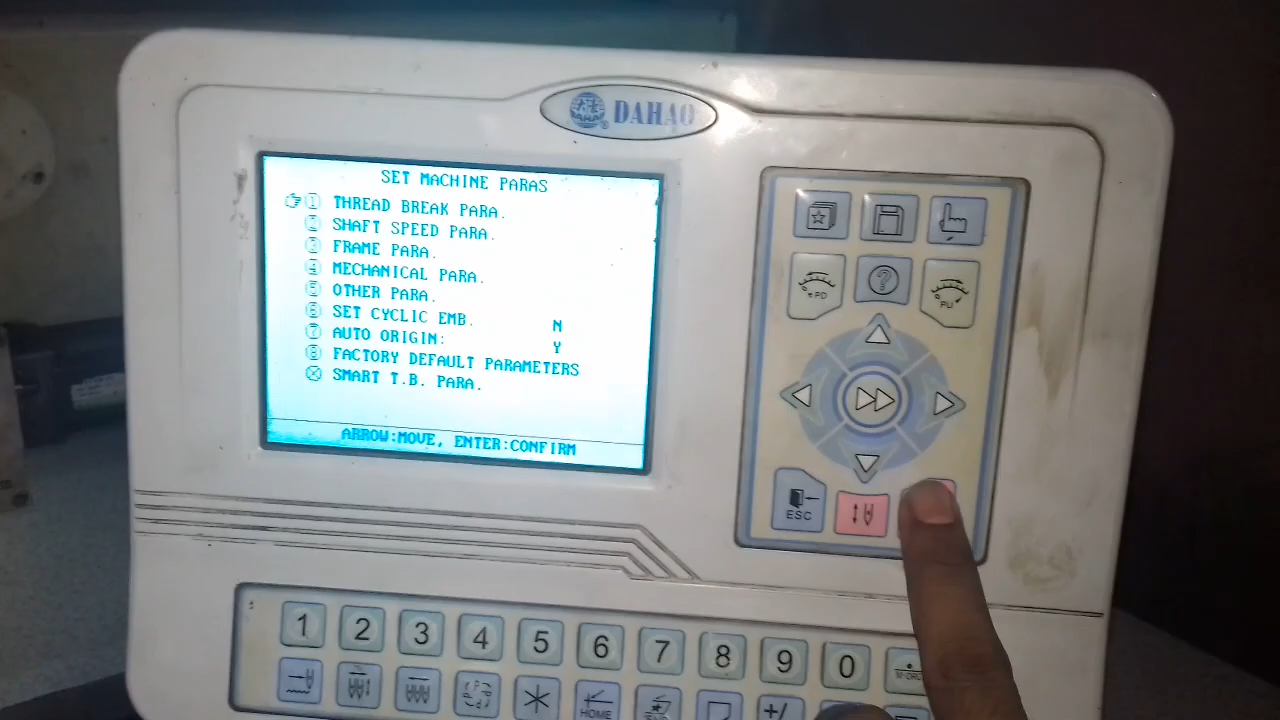 DAHAO
SET MACHINE PARAS
1 THREAD BREAK PARA.
2 SHAFT SPEED PARA.
3 FRAME PARA.
4 MECHANICAL PARA.
5 OTHER PARA.
6 SET CYCLIC EMB. N
7 AUTO ORIGIN: Y
8 FACTORY DEFAULT PARAMETERS
SMART T.B. PARA.
ARROW:MOVE, ENTER:CONFIRM
?
PD
PU
ESC
1 2 3 4 5 6 7 8 9 0
HOME
+/